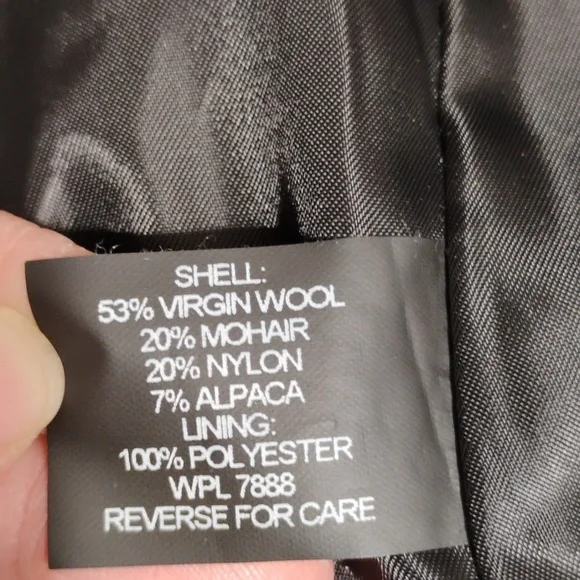 SHELL:
53% VIRGIN WOOL
20% MOHAIR
20% NYLON
7% ALPACA
LINING:
100% POLYESTER
WPL 7888
REVERSE FOR CARE